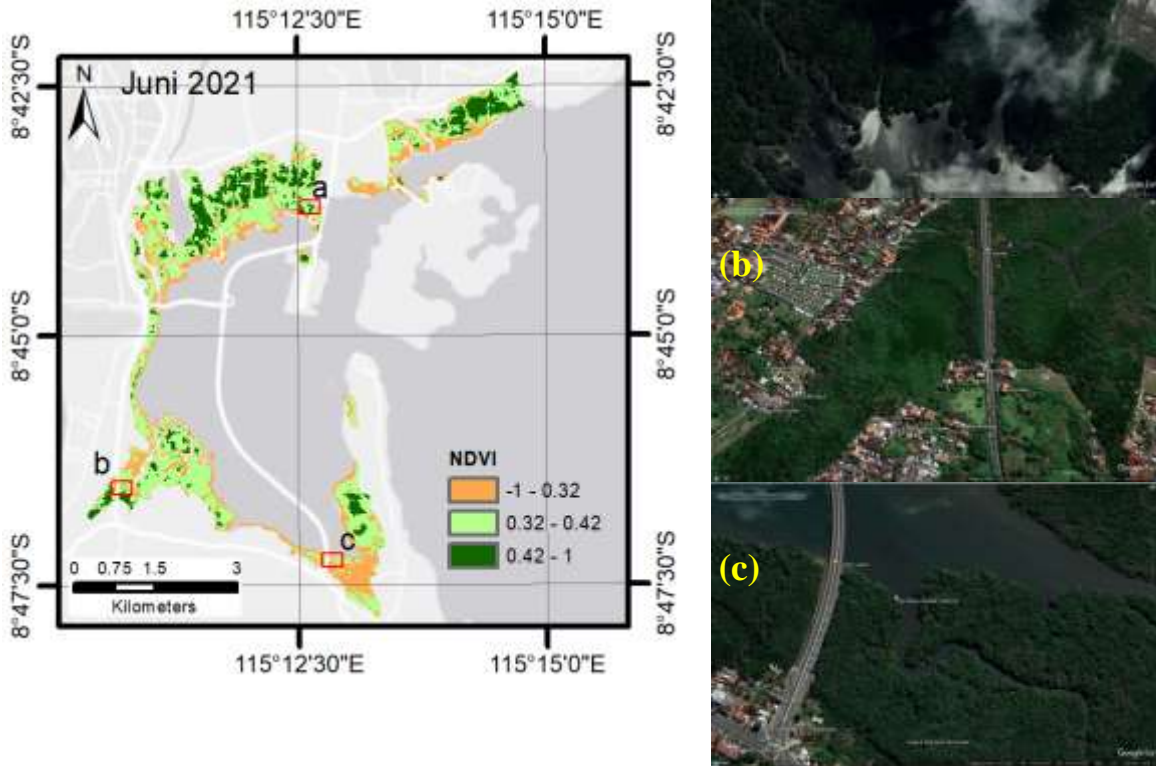 115°12'30"E
115°15'0"E
N
Juni 2021
8°42'30"S
8°42'30"S
a
8°45'0"S
8°45'0"S
b
NDVI
-1 - 0.32
0.32 - 0.42
0.42 - 1
c
0 0.75 1.5 3
Kilometers
8°47'30"S
8°47'30"S
115°12'30"E
115°15'0"E
(b)
(c)